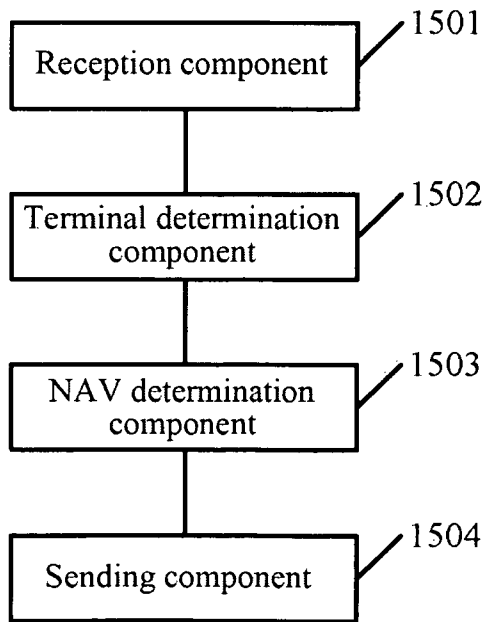 1501
Reception component
1502
Terminal determination
component
1503
NAV determination
component
1504
Sending component